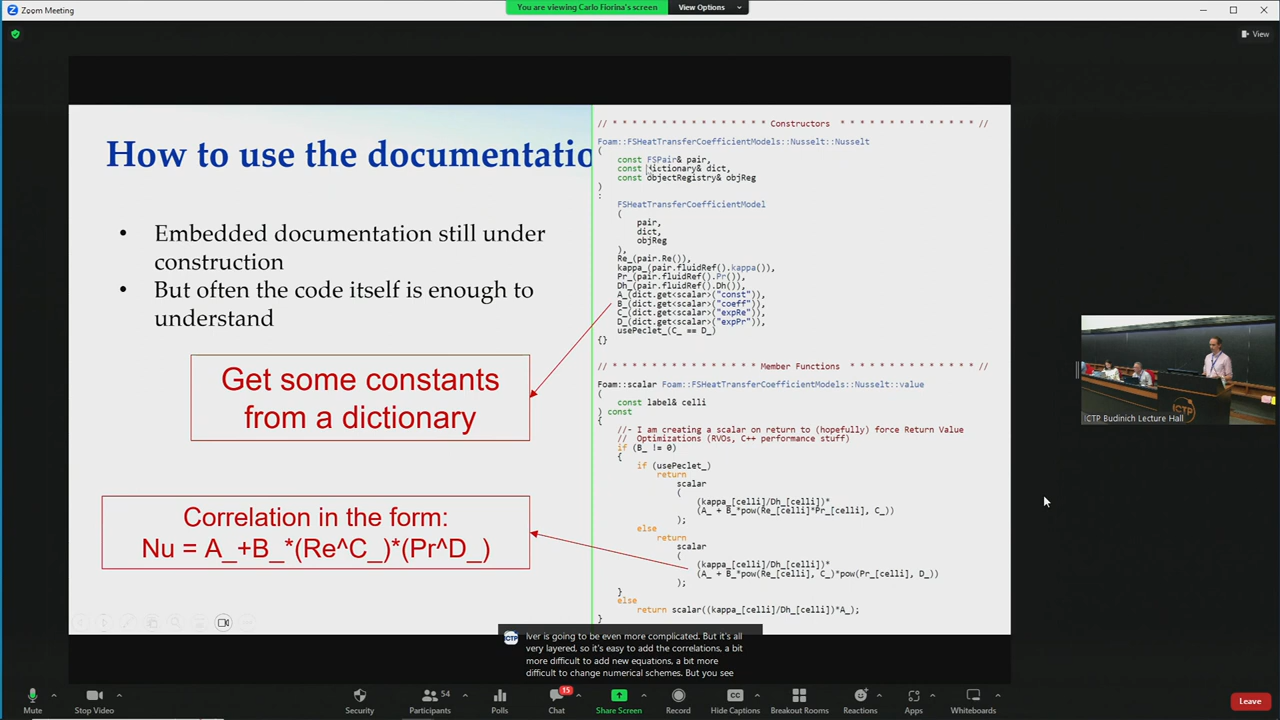 Zoom Meeting
You are viewing Carlo Fiorina's screen
View Options
View
How to use the documentatio
• Embedded documentation still under
construction
• But often the code itself is enough to
understand
Get some constants
from a dictionary
Correlation in the form:
Nu = A_+B_*(Re^C_)*(Pr^D_)
// * * * * * * * * * * * * * * * * Constructors * * * * * * * * * * * * * * //
Foam::FSHeatTransferCoefficientModels::Nusselt::Nusselt
(
const FSPair& pair,
const dictionary& dict,
const objectRegistry& objReg
)
:
FSHeatTransferCoefficientModel
(
pair,
dict,
objReg
),
Re_(pair.Re()),
kappa_(pair.fluidRef().kappa()),
Pr_(pair.fluidRef().Pr()),
Dh_(pair.fluidRef().Dh()),
A_(dict.get<scalar>("const")),
B_(dict.get<scalar>("coeff")),
C_(dict.get<scalar>("expRe")),
D_(dict.get<scalar>("expPr")),
usePeclet_(C_ == D_)
{}
// * * * * * * * * * * * * * * * Member Functions * * * * * * * * * * * * * //
Foam::scalar Foam::FSHeatTransferCoefficientModels::Nusselt::value
(
const label& celli
) const
{
//- I am creating a scalar on return to (hopefully) force Return Value
// Optimizations (RVOs, C++ performance stuff)
if (B_ != 0)
{
if (usePeclet_)
return
scalar
(
(kappa_[celli]/Dh_[celli])*
(A_ + B_*pow(Re_[celli]*Pr_[celli], C_))
);
else
return
scalar
(
(kappa_[celli]/Dh_[celli])*
(A_ + B_*pow(Re_[celli], C_)*pow(Pr_[celli], D_))
);
}
else
return scalar((kappa_[celli]/Dh_[celli])*A_);
}
ICTP
ICTP Budinich Lecture Hall
ICTP
lver is going to be even more complicated. But it's all
very layered, so it's easy to add the correlations, a bit
more difficult to add new equations, a bit more
difficult to change numerical schemes. But you see
Mute
Stop Video
Security
54
Participants
Polls
15
Chat
Share Screen
Record
CC
Hide Captions
Breakout Rooms
Reactions
Apps
Whiteboards
Leave